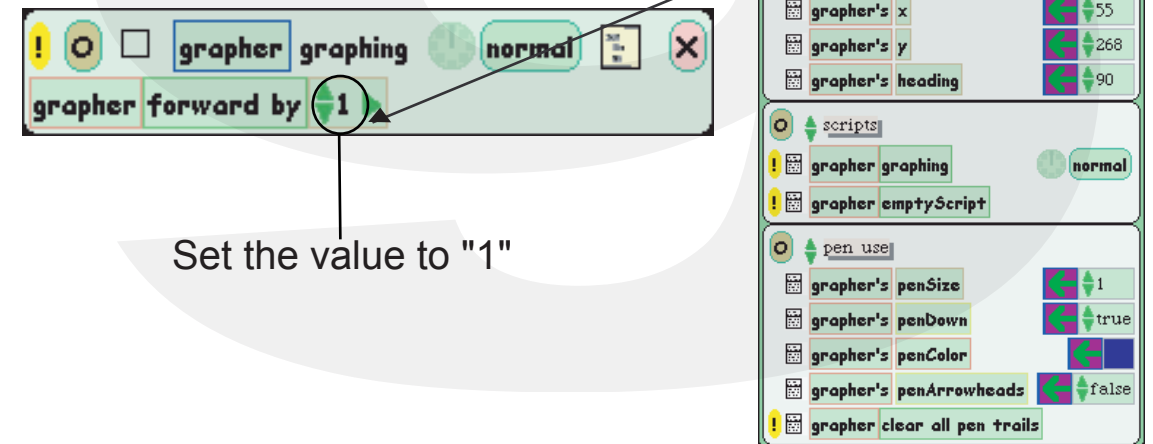 ! O grapher graphing normal
grapher forward by 1
Set the value to "1"
grapher's x 55
grapher's y 268
grapher's heading 90
O scripts
! grapher graphing normal
! grapher emptyScript
O pen use
grapher's penSize 1
grapher's penDown true
grapher's penColor
grapher's penArrowheads false
! grapher clear all pen trails